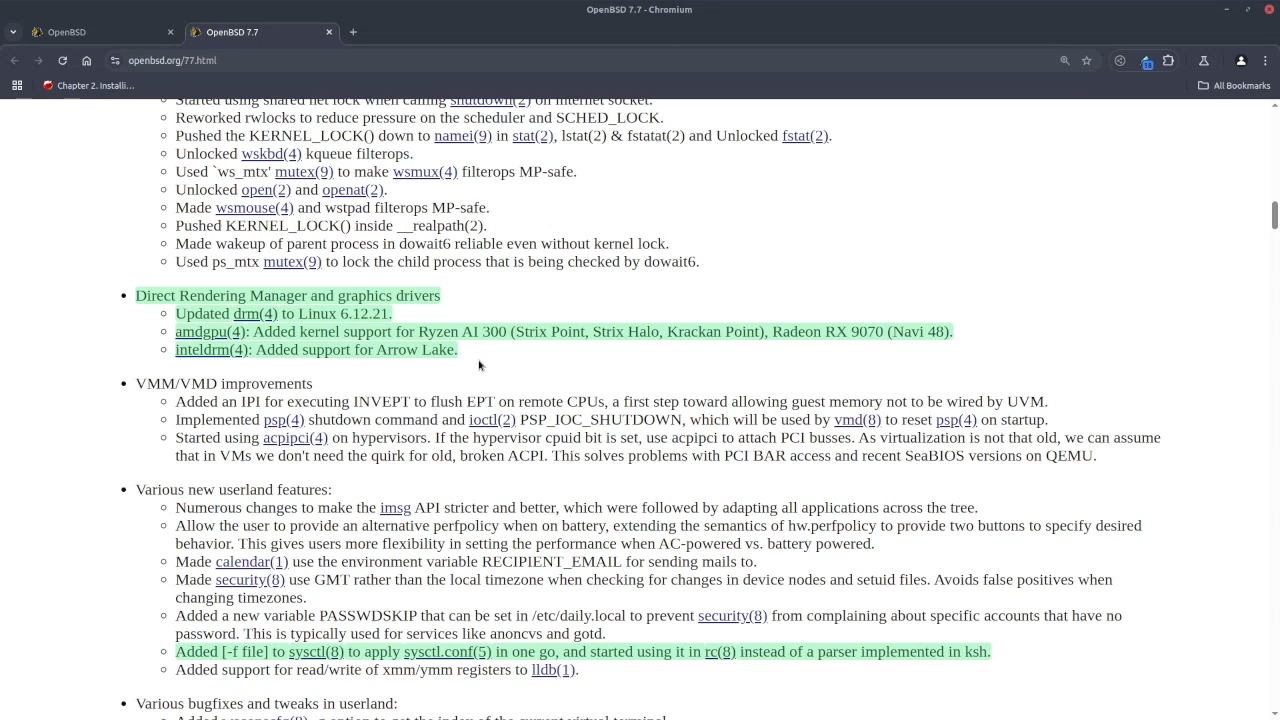 OpenBSD 7.7 - Chromium
OpenBSD
OpenBSD 7.7
openbsd.org/77.html
13
Chapter 2. Installi...
All Bookmarks
Started using shared net lock when calling shutdown(2) on internet socket.
Reworked rwlocks to reduce pressure on the scheduler and SCHED_LOCK.
Pushed the KERNEL_LOCK() down to namei(9) in stat(2), lstat(2) & fstatat(2) and Unlocked fstat(2).
Unlocked wskbd(4) kqueue filterops.
Used `ws_mtx' mutex(9) to make wsmux(4) filterops MP-safe.
Unlocked open(2) and openat(2).
Made wsmouse(4) and wstpad filterops MP-safe.
Pushed KERNEL_LOCK() inside __realpath(2).
Made wakeup of parent process in dowait6 reliable even without kernel lock.
Used ps_mtx mutex(9) to lock the child process that is being checked by dowait6.
Direct Rendering Manager and graphics drivers
Updated drm(4) to Linux 6.12.21.
amdgpu(4): Added kernel support for Ryzen AI 300 (Strix Point, Strix Halo, Krackan Point), Radeon RX 9070 (Navi 48).
inteldrm(4): Added support for Arrow Lake.
VMM/VMD improvements
Added an IPI for executing INVEPT to flush EPT on remote CPUs, a first step toward allowing guest memory not to be wired by UVM.
Implemented psp(4) shutdown command and ioctl(2) PSP_IOC_SHUTDOWN, which will be used by vmd(8) to reset psp(4) on startup.
Started using acpipci(4) on hypervisors. If the hypervisor cpuid bit is set, use acpipci to attach PCI busses. As virtualization is not that old, we can assume
that in VMs we don't need the quirk for old, broken ACPI. This solves problems with PCI BAR access and recent SeaBIOS versions on QEMU.
Various new userland features:
Numerous changes to make the imsg API stricter and better, which were followed by adapting all applications across the tree.
Allow the user to provide an alternative perfpolicy when on battery, extending the semantics of hw.perfpolicy to provide two buttons to specify desired
behavior. This gives users more flexibility in setting the performance when AC-powered vs. battery powered.
Made calendar(1) use the environment variable RECIPIENT_EMAIL for sending mails to.
Made security(8) use GMT rather than the local timezone when checking for changes in device nodes and setuid files. Avoids false positives when
changing timezones.
Added a new variable PASSWDSKIP that can be set in /etc/daily.local to prevent security(8) from complaining about specific accounts that have no
password. This is typically used for services like anoncvs and gotd.
Added [-f file] to sysctl(8) to apply sysctl.conf(5) in one go, and started using it in rc(8) instead of a parser implemented in ksh.
Added support for read/write of xmm/ymm registers to lldb(1).
Various bugfixes and tweaks in userland: